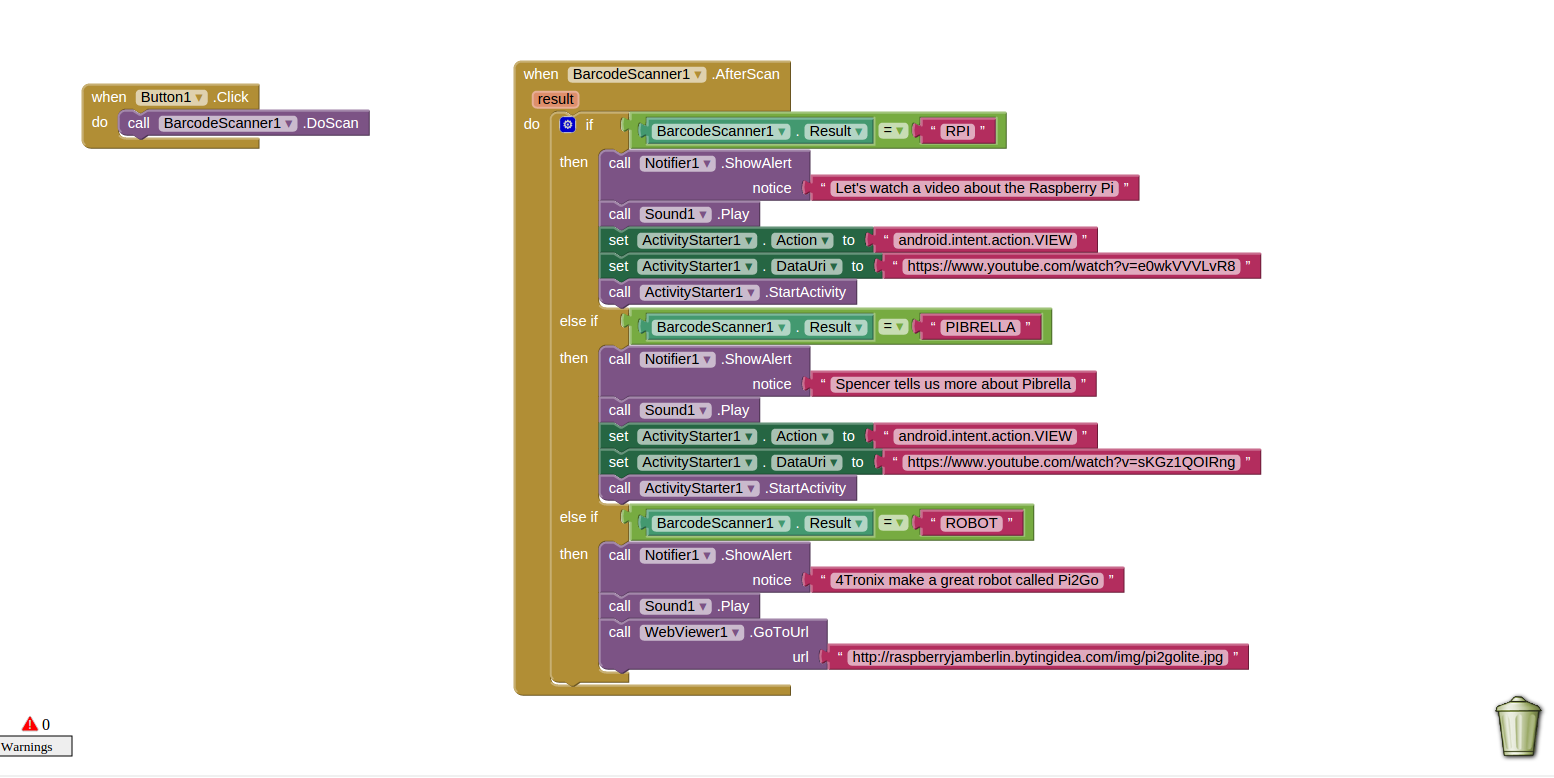 when Button1 .Click
do call BarcodeScanner1 .DoScan
when BarcodeScanner1 .AfterScan
result
do if BarcodeScanner1 . Result = “ RPI ”
then call Notifier1 .ShowAlert
notice “ Let's watch a video about the Raspberry Pi ”
call Sound1 .Play
set ActivityStarter1 . Action to “ android.intent.action.VIEW ”
set ActivityStarter1 . DataUri to “ https://www.youtube.com/watch?v=e0wkVVVLvR8 ”
call ActivityStarter1 .StartActivity
else if BarcodeScanner1 . Result = “ PIBRELLA ”
then call Notifier1 .ShowAlert
notice “ Spencer tells us more about Pibrella ”
call Sound1 .Play
set ActivityStarter1 . Action to “ android.intent.action.VIEW ”
set ActivityStarter1 . DataUri to “ https://www.youtube.com/watch?v=sKGz1QOIRng ”
call ActivityStarter1 .StartActivity
else if BarcodeScanner1 . Result = “ ROBOT ”
then call Notifier1 .ShowAlert
notice “ 4Tronix make a great robot called Pi2Go ”
call Sound1 .Play
call WebViewer1 .GoToUrl
url “ http://raspberryjamberlin.bytingidea.com/img/pi2golite.jpg ”
0
Warnings